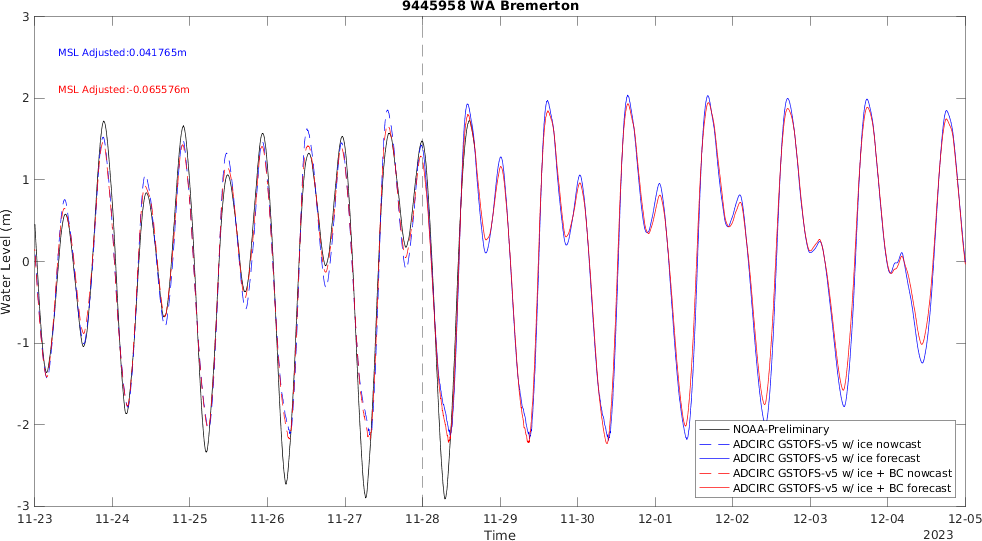 9445958 WA Bremerton
MSL Adjusted:0.041765m
MSL Adjusted:-0.065576m
Water Level (m)
3
2
1
0
-1
-2
-3
11-23 11-24 11-25 11-26 11-27 11-28 11-29 11-30 12-01 12-02 12-03 12-04 12-05
Time
2023
NOAA-Preliminary
ADCIRC GSTOFS-v5 w/ ice nowcast
ADCIRC GSTOFS-v5 w/ ice forecast
ADCIRC GSTOFS-v5 w/ ice + BC nowcast
ADCIRC GSTOFS-v5 w/ ice + BC forecast